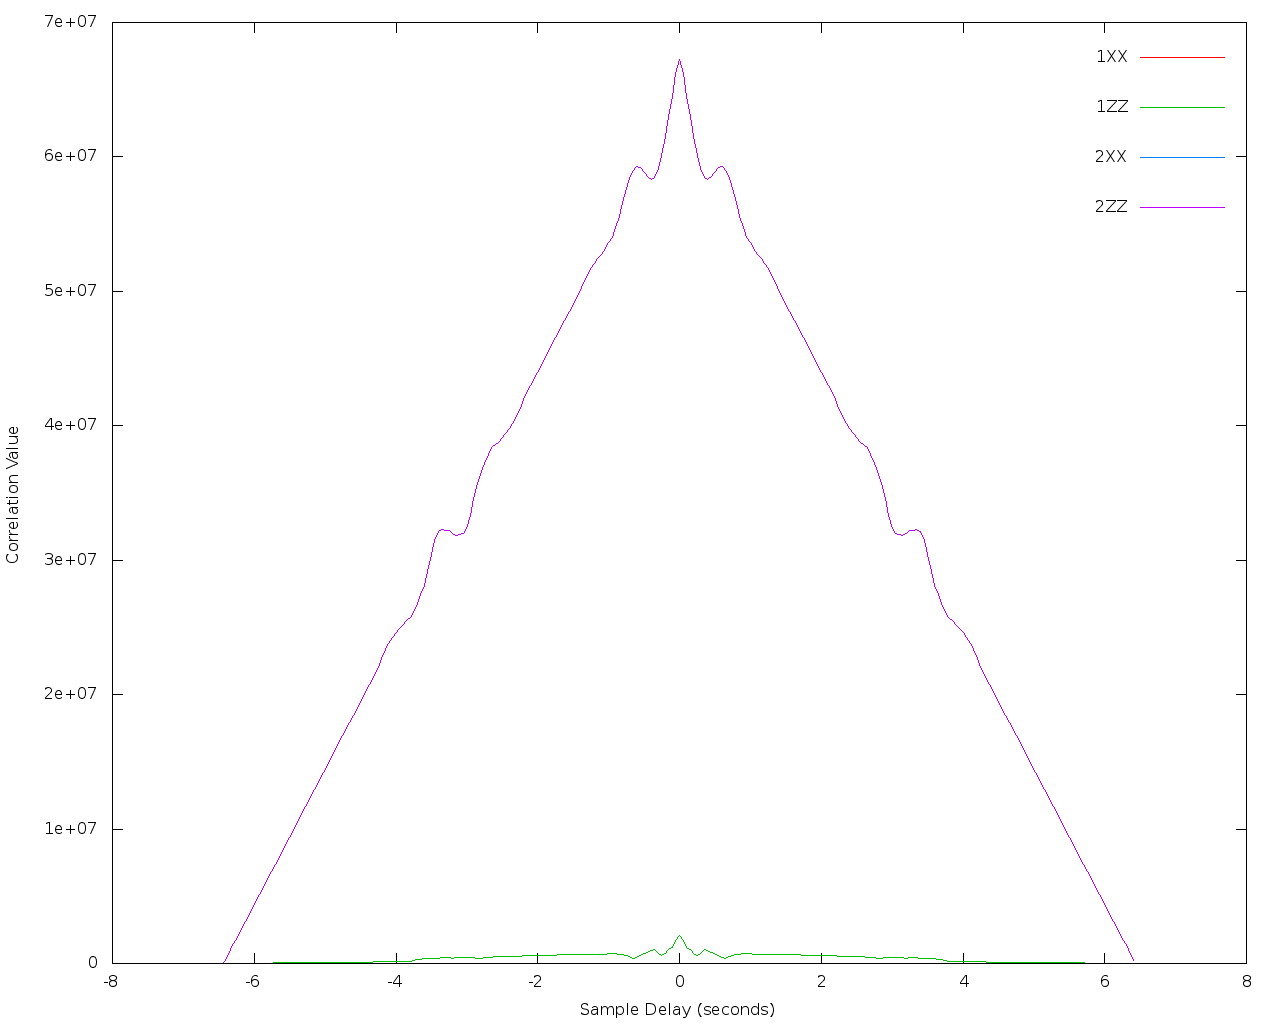 7e+07
6e+07
5e+07
4e+07
3e+07
2e+07
1e+07
0
-8 -6 -4 -2 0 2 4 6 8
Correlation Value
Sample Delay (seconds)
1XX
1ZZ
2XX
2ZZ